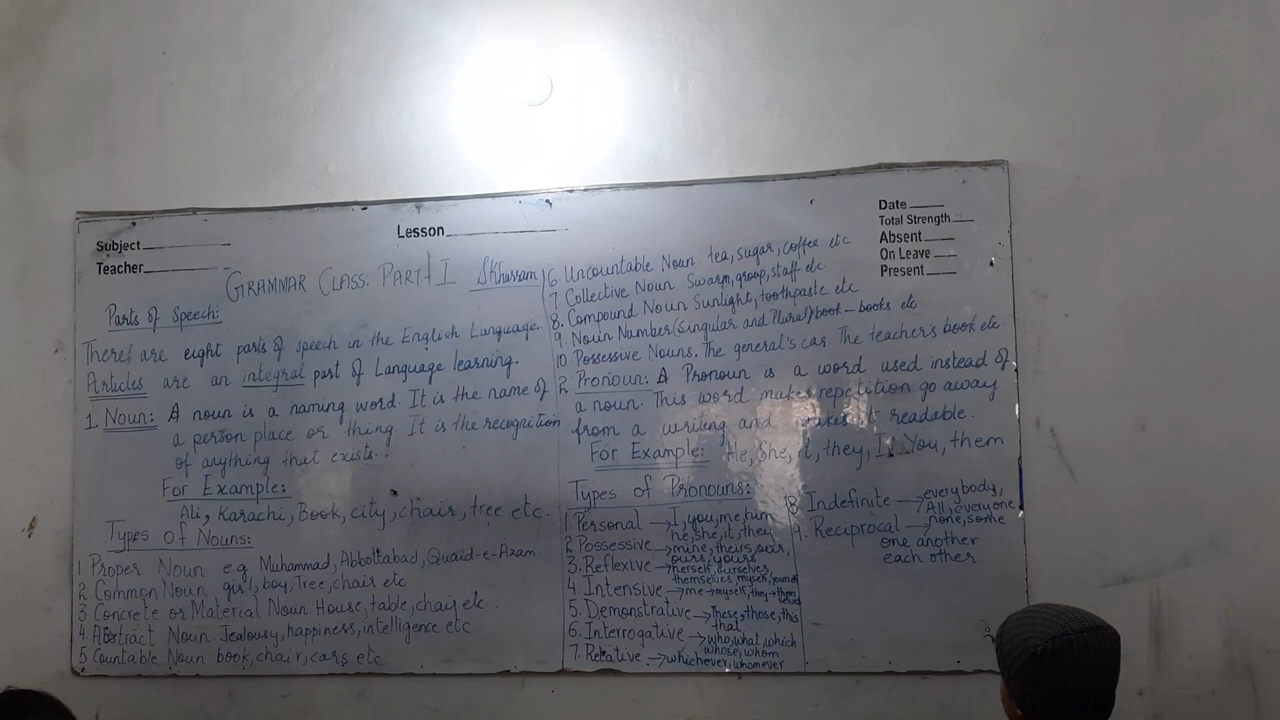 Subject
Lesson
Teacher
Date
Total Strength
Absent
On Leave
Present
GRAMMAR CLASS. PART I
Parts of Speech:
There are eight parts of speech in the English Language.
Articles are an integral part of Language learning.
1. Noun: A noun is a naming word. It is the name of
a person place or thing It is the recognition
of anything that exists.
For Example:
Ali, Karachi, Book, city, chair, tree etc.
Types of Nouns:
1. Proper Noun e.g Muhammad, Abbottabad, Quaid-e-Azam
2 Common Noun girl, boy, Tree, chair etc
3 Concrete or Material Noun House, table, chair etc.
4. Abstract Noun Jealousy, happiness, intelligence etc
5 Countable Noun book, chair, cars etc
6. Uncountable Noun tea, sugar, coffee etc
7 Collective Noun Swarm, group, staff etc
8. Compound Noun Sunlight, toothpaste etc
9. Noun Number (Singular and Plural) book - books etc.
10. Possessive Nouns. The general's car The teacher's book etc
2. Pronoun: A Pronoun is a word used instead of
a noun. This word makes repetition go away
from a writing and makes it readable.
For Example: He, She, it, they, I, You, them
Types of Pronouns:
1. Personal → I, you, me, him
he, she, it, they
2. Possessive → mine, theirs, our,
ours, yours
3. Reflexive → herself, ourselves,
themselves, myself, yourself
4 Intensive → me → myself, they → themselves
5. Demonstrative → These, those, this
that
6. Interrogative → who, what, which
whose, whom
7. Relative → whichever, whomever
8 Indefinite → everybody,
All, everyone
none, some
9. Reciprocal →
one another
each other.